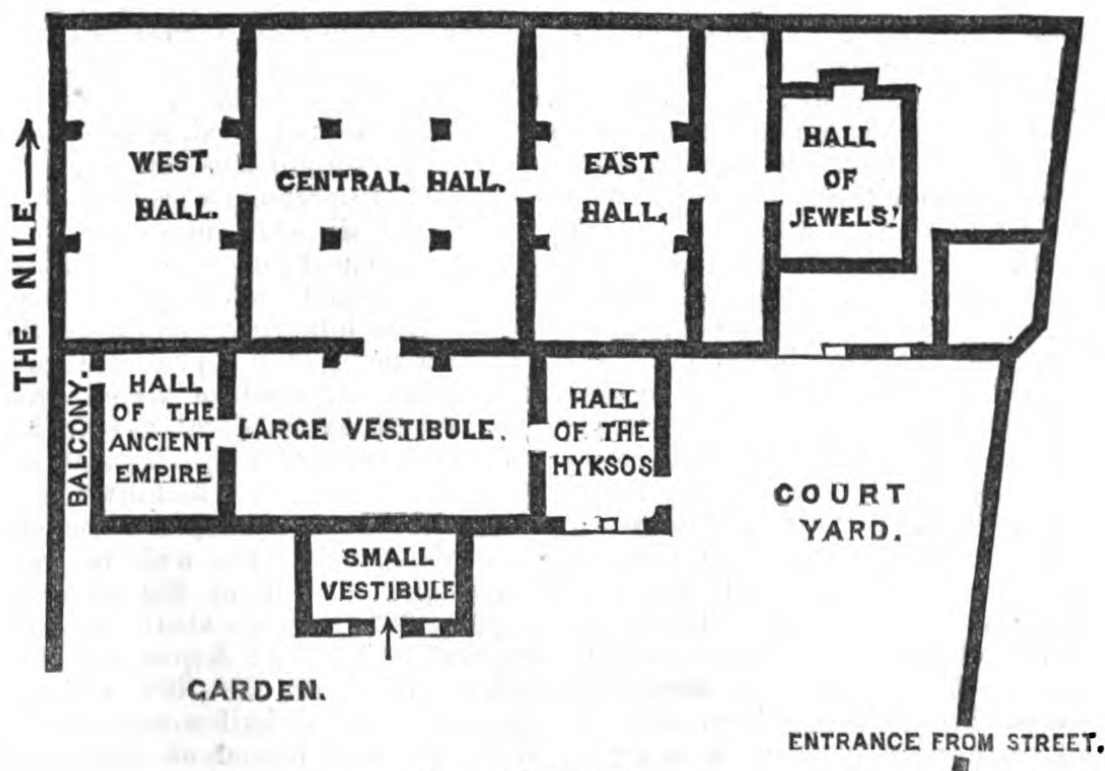 THE NILE
WEST
HALL.
CENTRAL HALL.
EAST
HALL.
HALL
OF
JEWELS.
BALCONY.
HALL
OF THE
ANCIENT
EMPIRE
LARGE VESTIBULE.
HALL
OF THE
HYKSOS
COURT
YARD.
SMALL
VESTIBULE
GARDEN.
ENTRANCE FROM STREET.